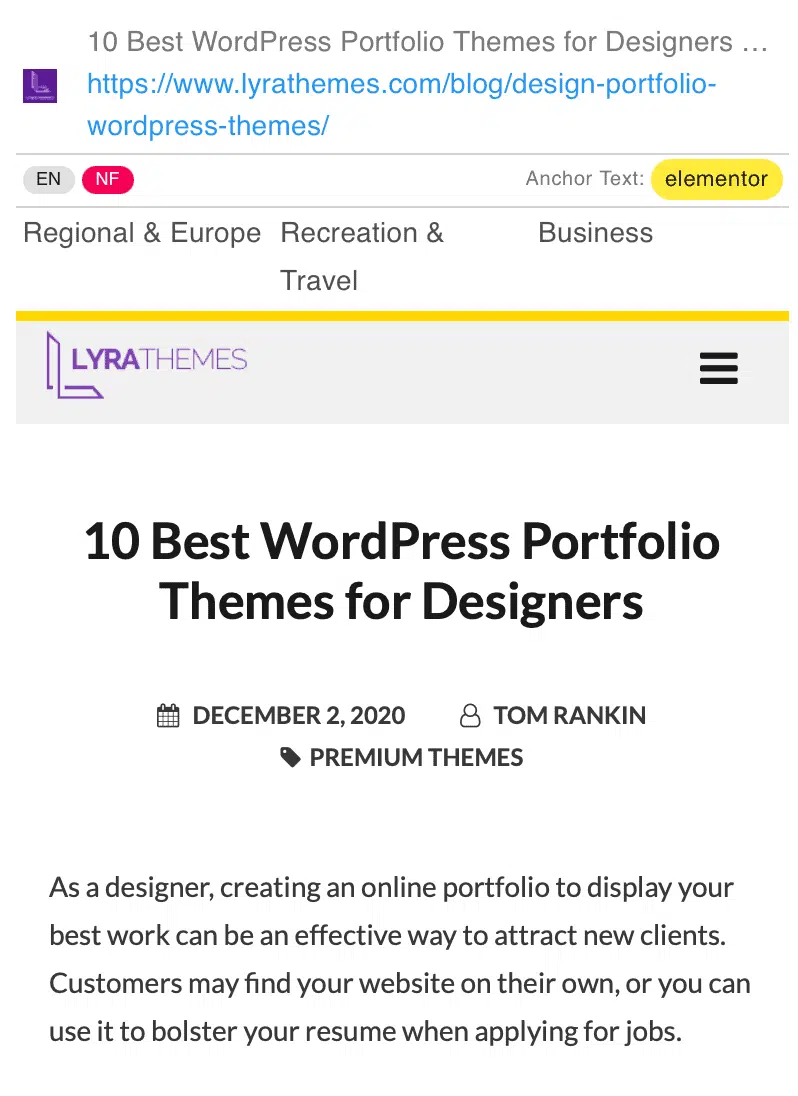 10 Best WordPress Portfolio Themes for Designers ...
https://www.lyrathemes.com/blog/design-portfolio-
wordpress-themes/
EN NF Anchor Text: elementor
Regional & Europe Recreation & Business
Travel
LYRATHEMES
10 Best WordPress Portfolio
Themes for Designers
DECEMBER 2, 2020 TOM RANKIN
PREMIUM THEMES
As a designer, creating an online portfolio to display your
best work can be an effective way to attract new clients.
Customers may find your website on their own, or you can
use it to bolster your resume when applying for jobs.